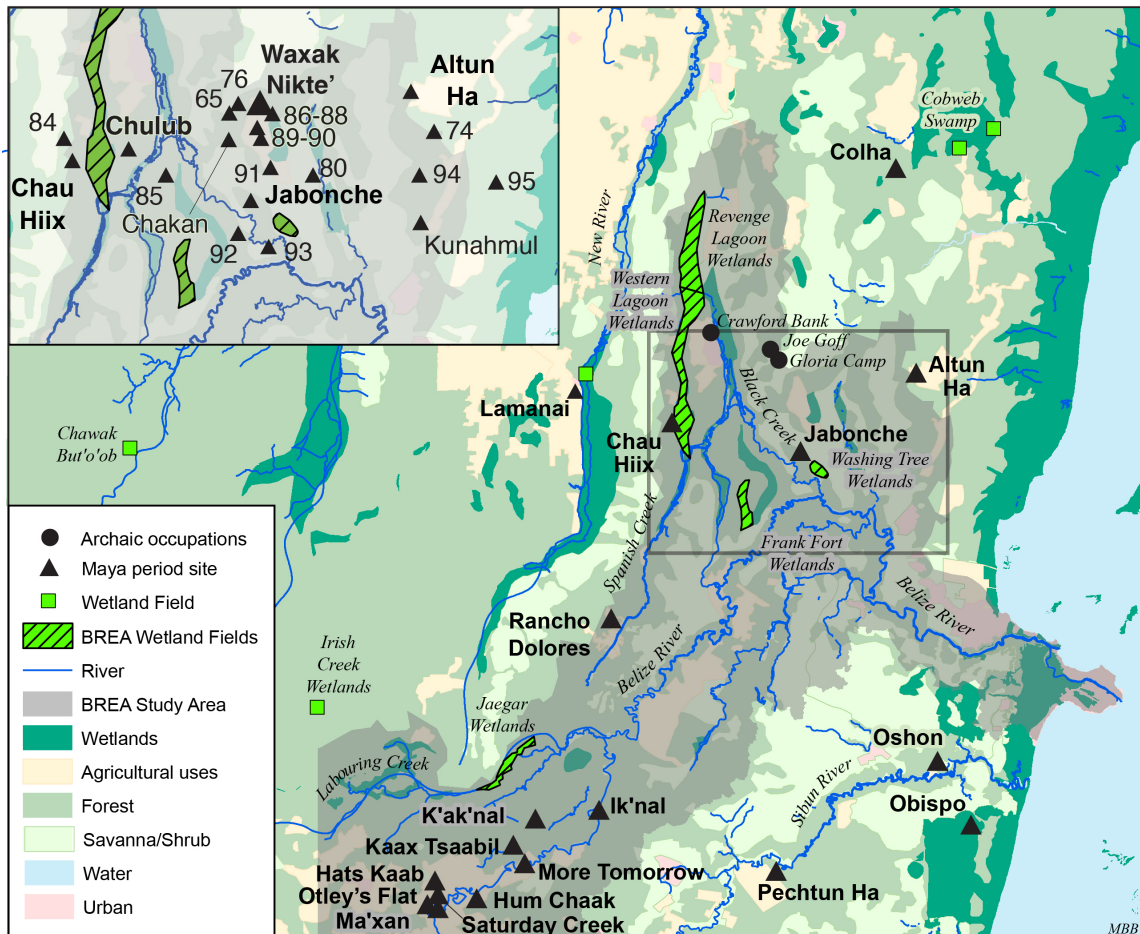 Waxak
Nikte’
76
65
86-88
89-90
84
Chulub
Altun
Ha
74
Chau
Hiix
85
Chakan
91
80
Jabonche
94
95
Kunahmul
92
93
Cobweb
Swamp
Colha
New River
Revenge
Lagoon
Wetlands
Western
Lagoon
Wetlands
Crawford Bank
Joe Goff
Gloria Camp
Altun
Ha
Black Creek
Lamanai
Chau
Hiix
Jabonche
Washing Tree
Wetlands
Chawak
But'o'ob
Spanish Creek
Frank Fort
Wetlands
Belize River
Rancho
Dolores
Belize River
Irish
Creek
Wetlands
Jaegar
Wetlands
Labouring Creek
Oshon
Sibun River
Obispo
K'ak'nal
Ik'nal
Kaax Tsaabil
More Tomorrow
Hats Kaab
Otley’s Flat
Ma'xan
Hum Chaak
Saturday Creek
Pechtun Ha
Archaic occupations
Maya period site
Wetland Field
BREA Wetland Fields
River
BREA Study Area
Wetlands
Agricultural uses
Forest
Savanna/Shrub
Water
Urban
MBB